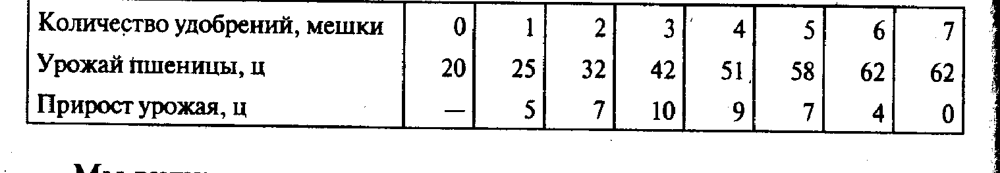 Количество удобрений, мешки 0 1 2 3 4 5 6 7
Урожай пшеницы, ц 20 25 32 42 51 58 62 62
Прирост урожая, ц — 5 7 10 9 7 4 0